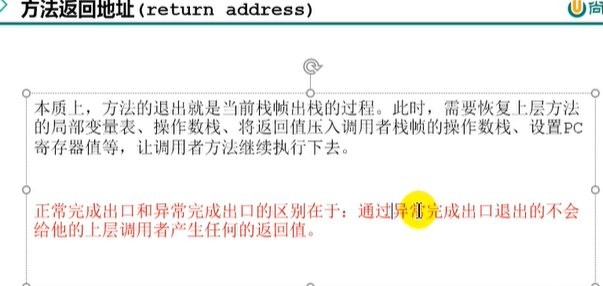 方法返回地址(return address)
尚
本质上，方法的退出就是当前栈帧出栈的过程。此时，需要恢复上层方法
的局部变量表、操作数栈、将返回值压入调用者栈帧的操作数栈、设置PC
寄存器值等，让调用者方法继续执行下去。
正常完成出口和异常完成出口的区别在于：通过异常完成出口退出的不会
给他的上层调用者产生任何的返回值。